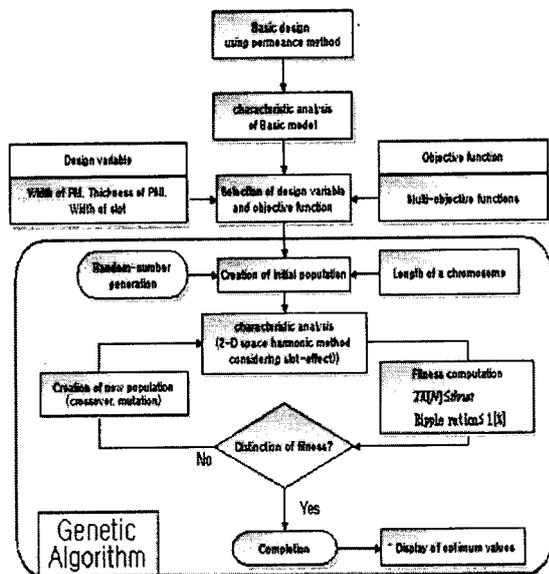 Basic design
using permeance method
characteristic analysis
of Basic model
Design variable
Width of PM, Thickness of PM,
Width of slot
Selection of design variable
and objective function
Objective function
Multi-objective functions
Random-number
generation
Creation of initial population
Length of a chromosome
characteristic analysis
(2-D space harmonic method
considering slot-effect))
Creation of new population
(crossover, mutation)
Fitness computation
Ripple ratio≤ 1[%]
Distinction of fitness?
No
Yes
Genetic
Algorithm
Completion
Display of optimum values